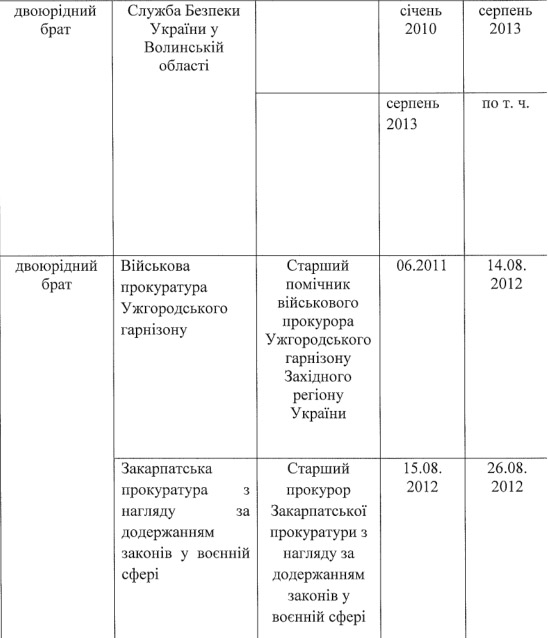 двоюрідний
брат
Служба Безпеки
України у
Волинській
області
січень
2010
серпень
2013
серпень
2013
по т. ч.
двоюрідний
брат
Військова
прокуратура
Ужгородського
гарнізону
Старший
помічник
військового
прокурора
Ужгородського
гарнізону
Західного
регіону
України
06.2011
14.08.
2012
Закарпатська
прокуратура з
нагляду за
додержанням
законів у воєнній
сфері
Старший
прокурор
Закарпатської
прокуратури з
нагляду за
додержанням
законів у
воєнній сфері
15.08.
2012
26.08.
2012